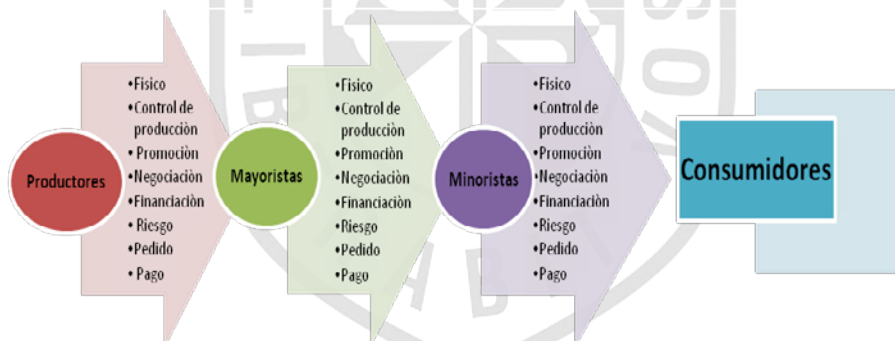 Productores
•Fisico
•Control de
producciòn
• Promociòn
•Negociaciòn
•Financiaciòn
• Riesgo
•Pedido
• Pago
Mayoristas
•Fisico
•Control de
producciòn
•Promociòn
•Negociaciòn
•Financiaciòn
•Riesgo
•Pedido
•Pago
Minoristas
•Fisico
•Control de
producciòn
•Promociòn
•Negociaciòn
•Financiaciòn
•Riesgo
•Pedido
•Pago
Consumidores